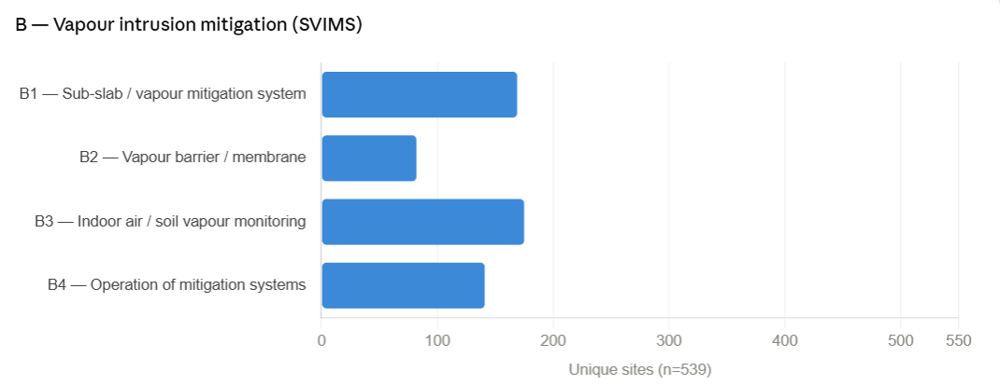 B — Vapour intrusion mitigation (SVIMS)
B1 — Sub-slab / vapour mitigation system
B2 — Vapour barrier / membrane
B3 — Indoor air / soil vapour monitoring
B4 — Operation of mitigation systems
0 100 200 300 400 500 550
Unique sites (n=539)